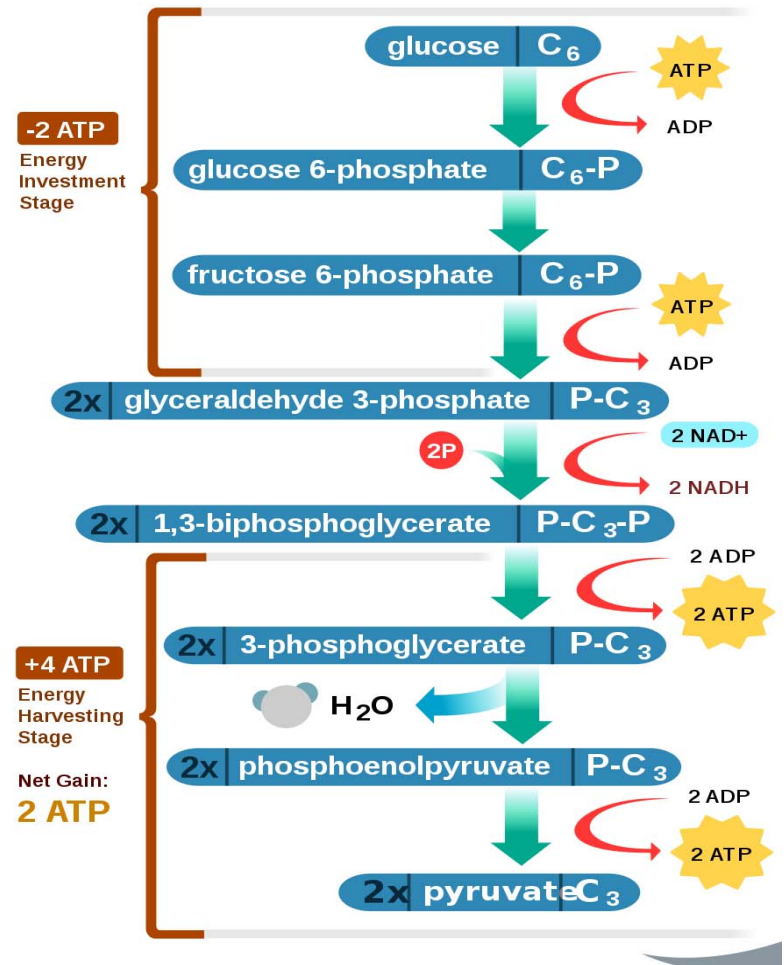 glucose C6
ATP
ADP
-2 ATP
Energy
Investment
Stage
glucose 6-phosphate C6-P
fructose 6-phosphate C6-P
ATP
ADP
2x glyceraldehyde 3-phosphate P-C3
2P
2 NAD+
2 NADH
2x 1,3-biphosphoglycerate P-C3-P
2 ADP
2 ATP
2x 3-phosphoglycerate P-C3
+4 ATP
Energy
Harvesting
Stage
H2O
Net Gain:
2 ATP
2x phosphoenolpyruvate P-C3
2 ADP
2 ATP
2x pyruvate C3